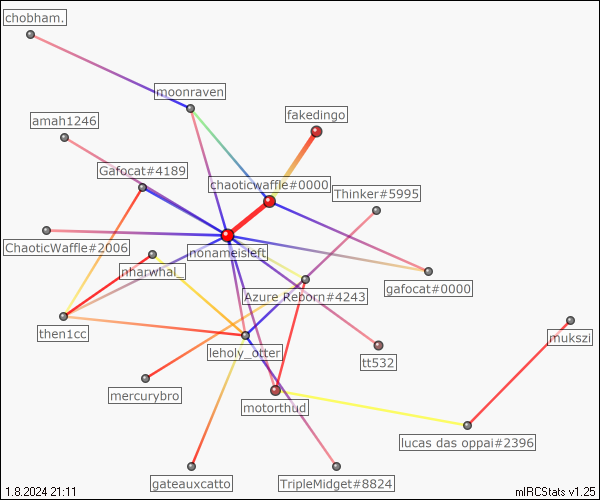 chobham.
moonraven
amah1246
fakedingo
Gafocat#4189
chaoticwaffle#0000
Thinker#5995
ChaoticWaffle#2006
nonameisleft
nharwhal_
gafocat#0000
Azure Reborn#4243
then1cc
leholy_otter
mukszi
tt532
mercurybro
motorthud
lucas das oppai#2396
gateauxcatto
TripleMidget#8824
1.8.2024 21:11
mIRCStats v1.25